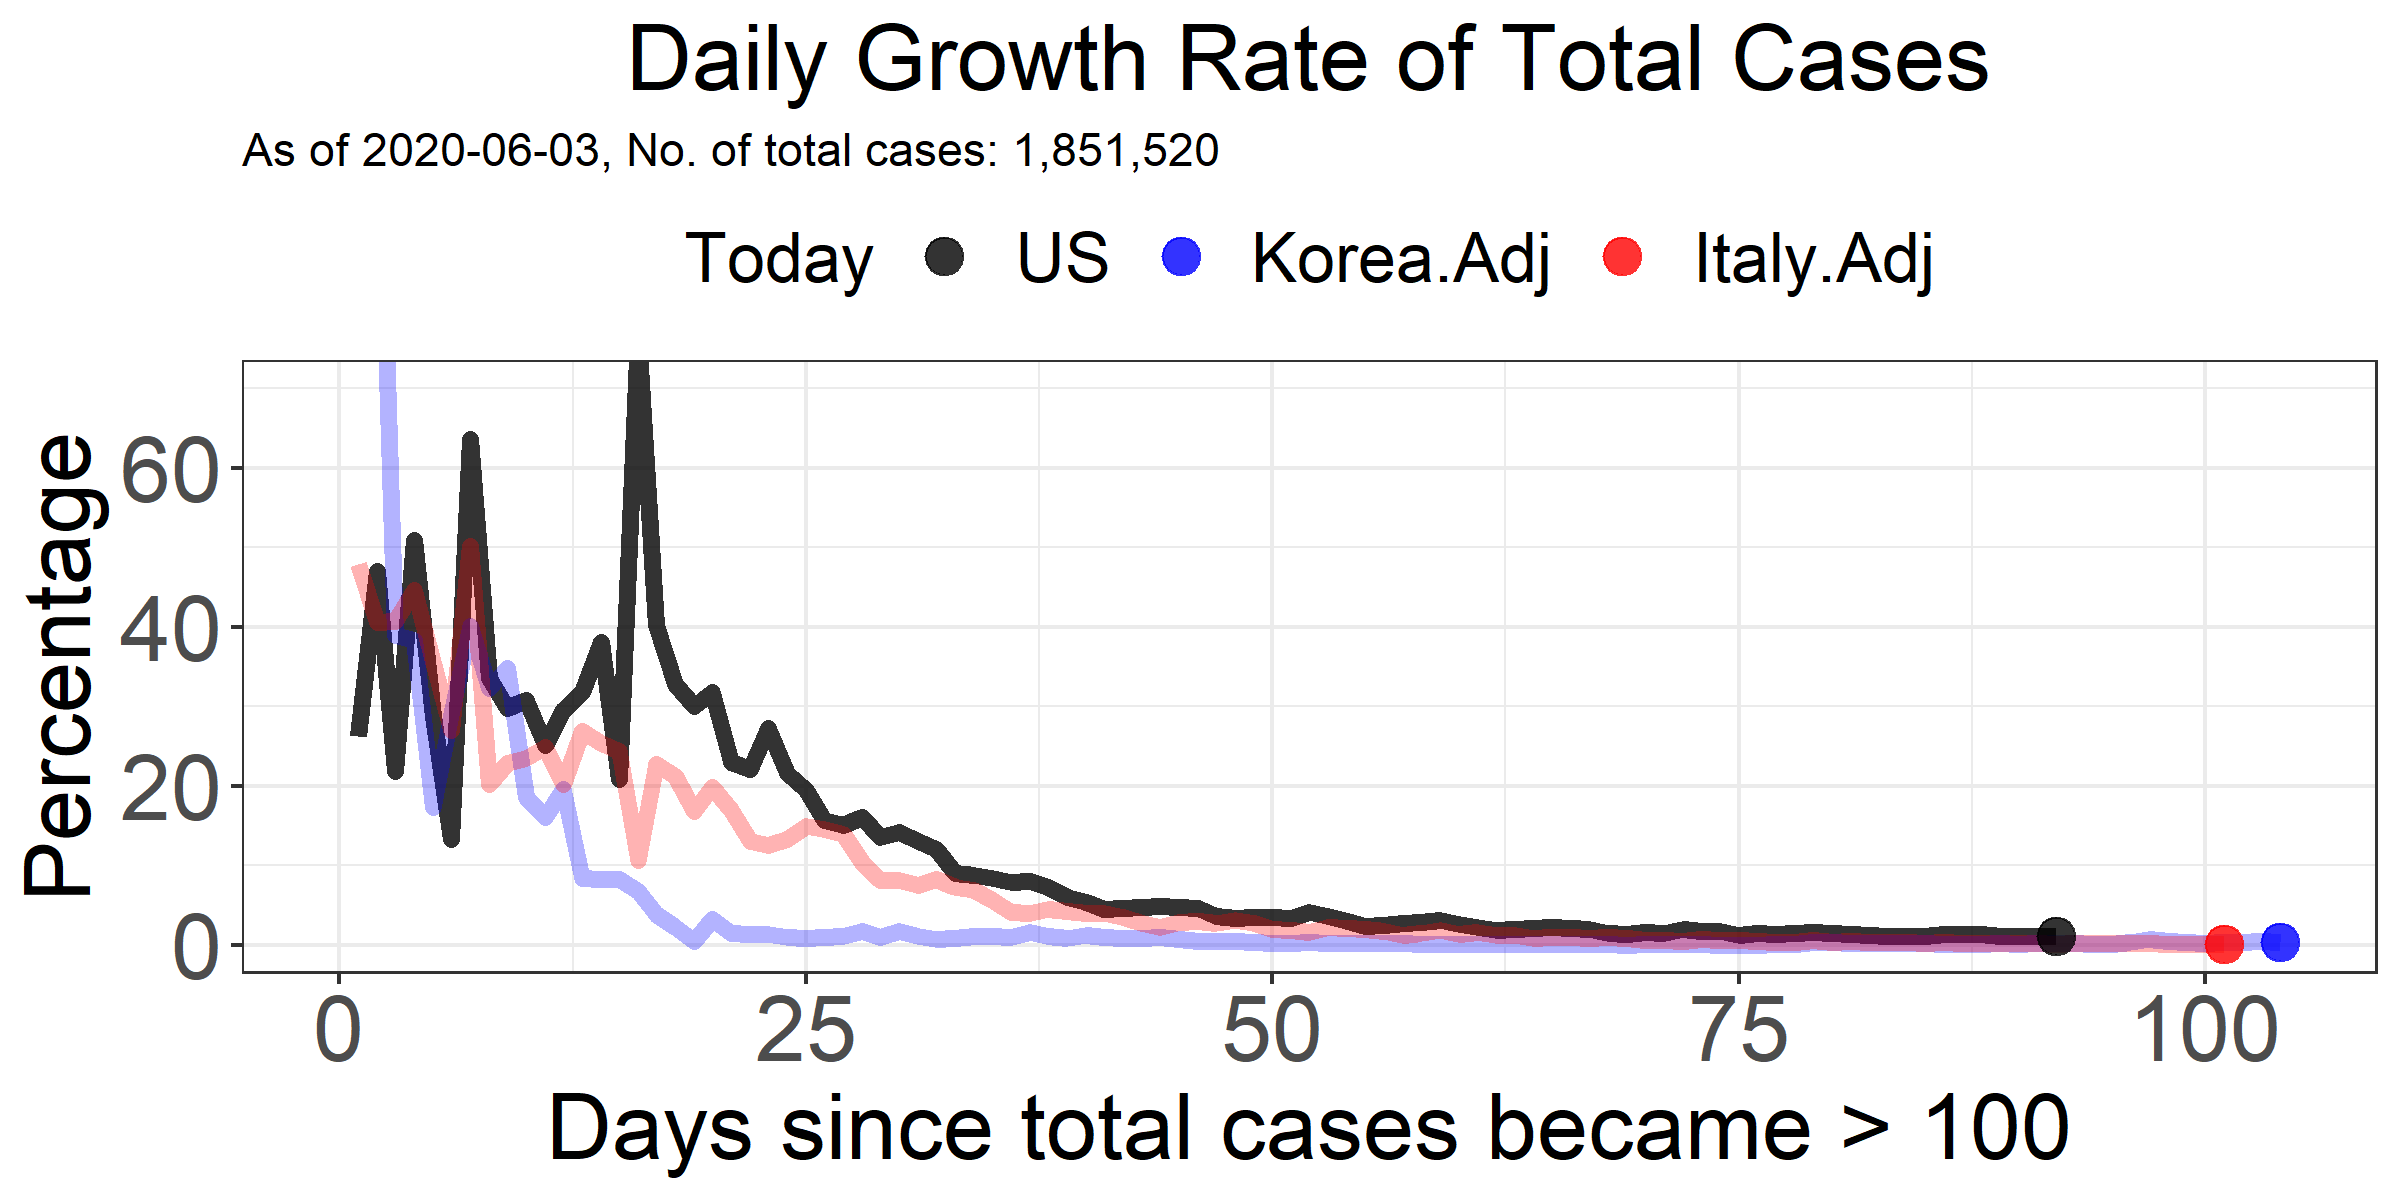 Daily Growth Rate of Total Cases
As of 2020-06-03, No. of total cases: 1,851,520
Today US Korea.Adj Italy.Adj
Percentage
60
40
20
0
0 25 50 75 100
Days since total cases became > 100